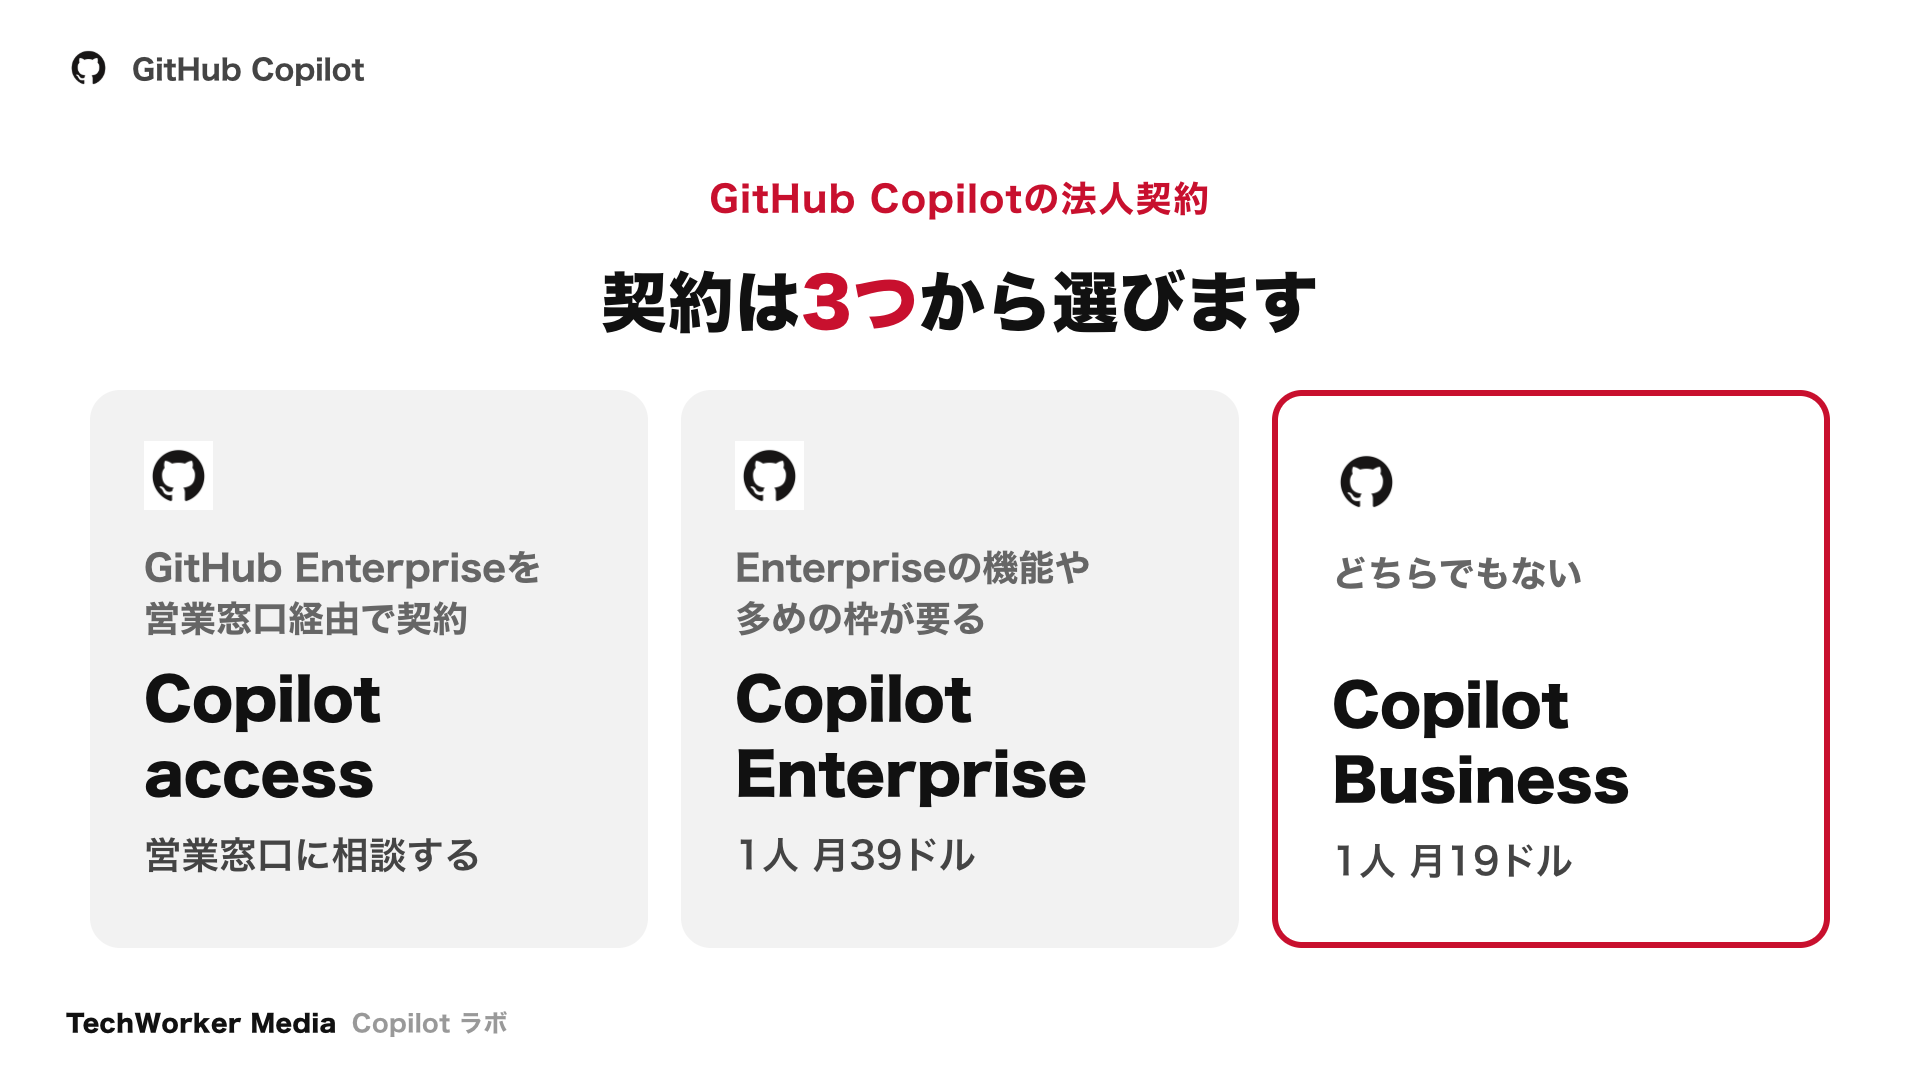 GitHub Copilot
GitHub Copilotの法人契約
契約は3つから選びます
GitHub Enterpriseを
営業窓口経由で契約
Copilot
access
営業窓口に相談する
Enterpriseの機能や
多めの枠が要る
Copilot
Enterprise
1人 月39ドル
どちらでもない
Copilot
Business
1人 月19ドル
TechWorker Media Copilot ラボ